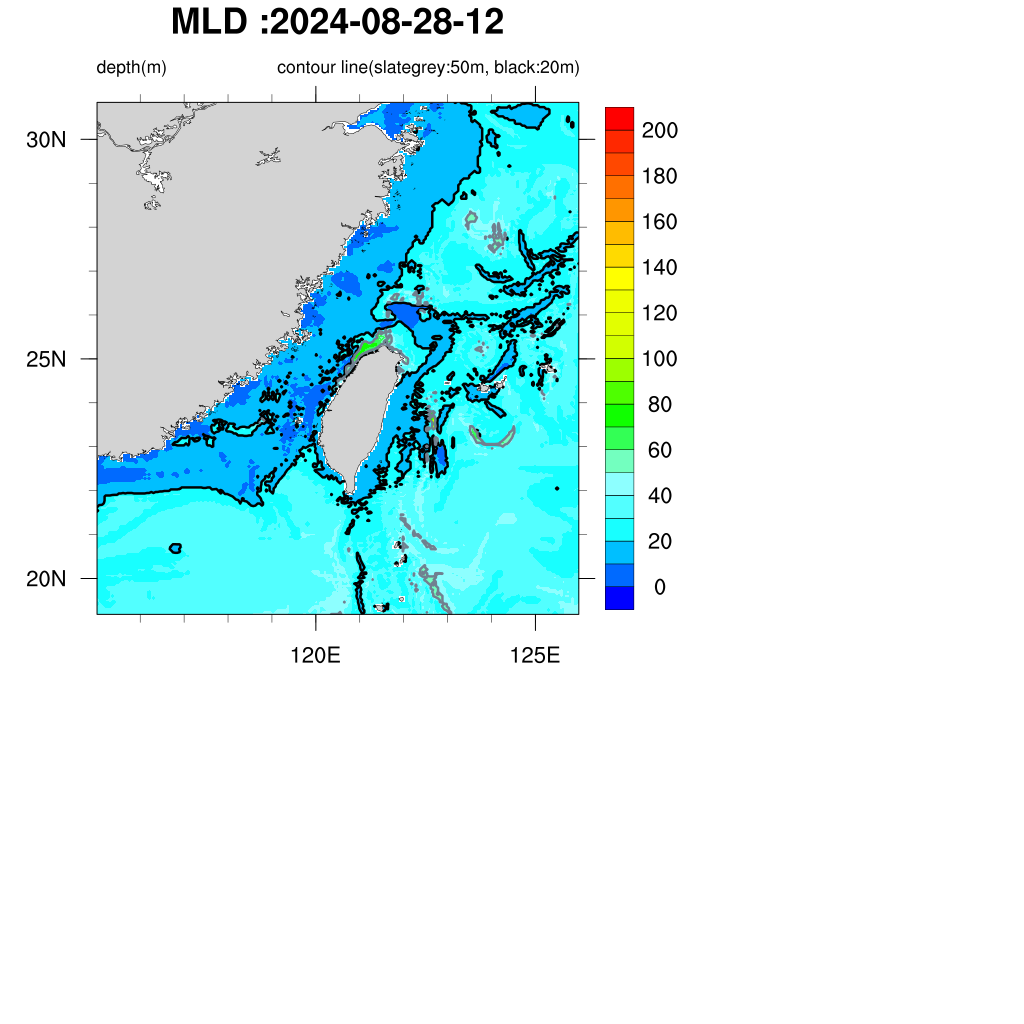 MLD :2024-08-28-12
depth(m)
contour line(slategrey:50m, black:20m)
30N
25N
20N
120E
125E
200
180
160
140
120
100
80
60
40
20
0